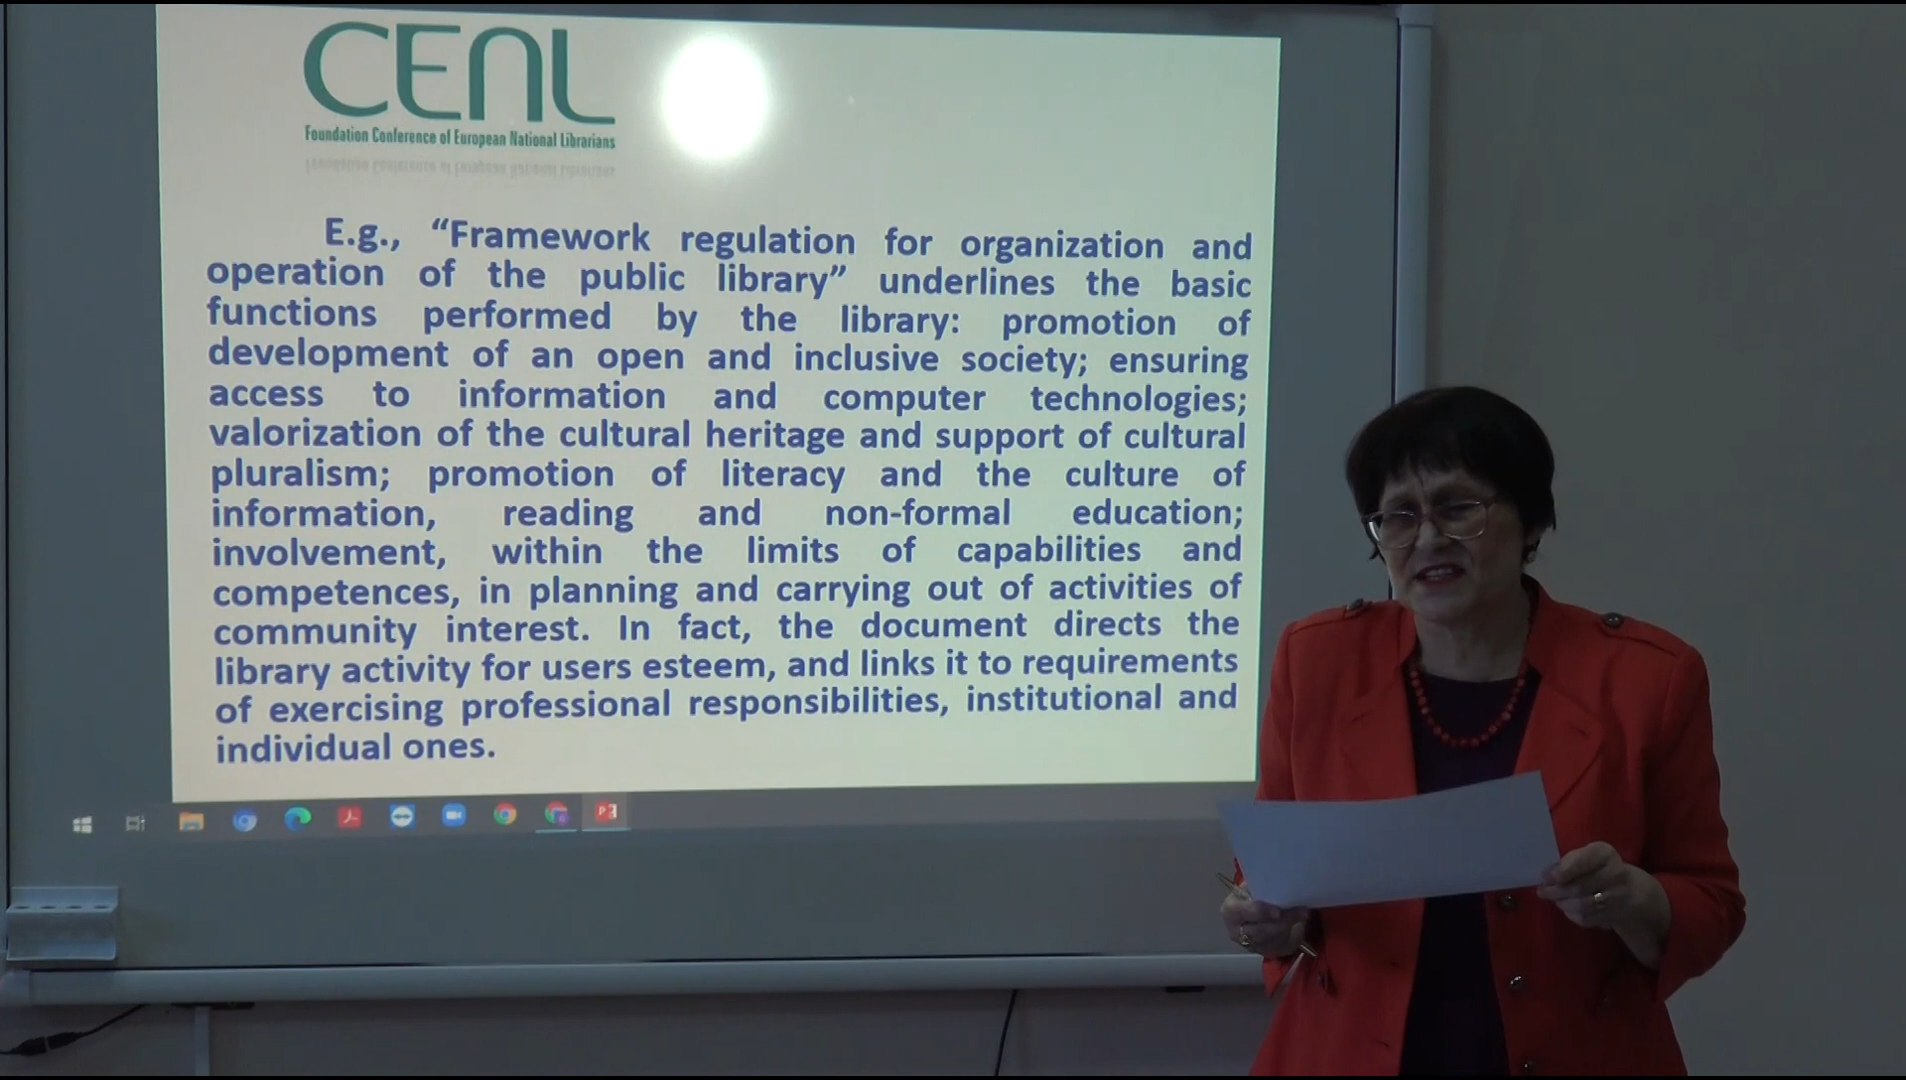 CENL
Foundation Conference of European National Librarians
E.g., “Framework regulation for organization and
operation of the public library” underlines the basic
functions performed by the library: promotion of
development of an open and inclusive society; ensuring
access to information and computer technologies;
valorization of the cultural heritage and support of cultural
pluralism; promotion of literacy and the culture of
information, reading and non-formal education;
involvement, within the limits of capabilities and
competences, in planning and carrying out of activities of
community interest. In fact, the document directs the
library activity for users esteem, and links it to requirements
of exercising professional responsibilities, institutional and
individual ones.